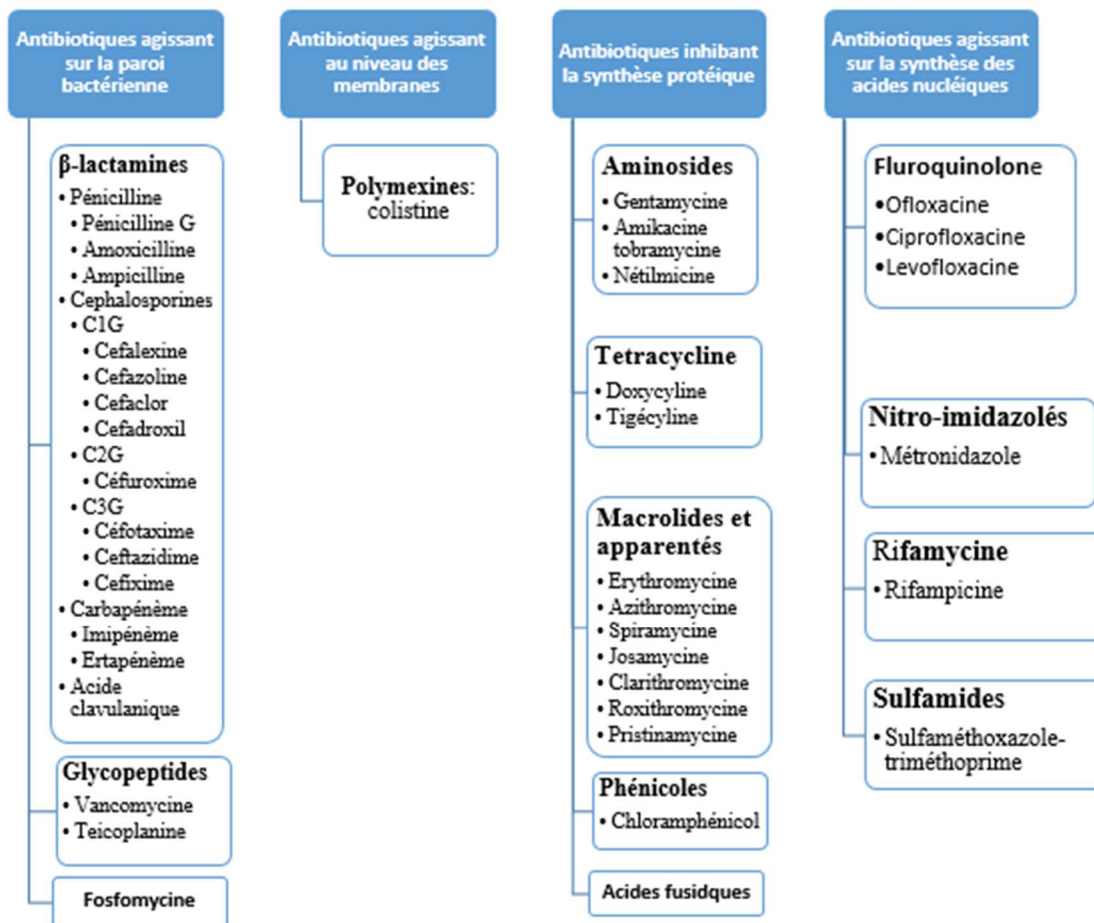 Antibiotiques agissant
sur la paroi
bactérienne
β-lactamines
• Pénicilline
• Pénicilline G
• Amoxicilline
• Ampicilline
• Cephalosporines
• C1G
• Cefalexine
• Cefazoline
• Cefaclor
• Cefadroxil
• C2G
• Céfuroxime
• C3G
• Céfotaxime
• Ceftazidime
• Cefixime
• Carbapénème
• Imipénème
• Ertapénème
• Acide
clavulanique
Glycopeptides
• Vancomycine
• Teicoplanine
Fosfomycine
Antibiotiques agissant
au niveau des
membranes
Polymexines:
colistine
Antibiotiques inhibant
la synthèse protéique
Aminosides
• Gentamycine
• Amikacine
tobramycine
• Nétilmicine
Tetracycline
• Doxycyline
• Tigécyline
Macrolides et
apparentés
• Erythromycine
• Azithromycine
• Spiramycine
• Josamycine
• Clarithromycine
• Roxithromycine
• Pristinamycine
Phénicoles
• Chloramphénicol
Acides fusidques
Antibiotiques agissant
sur la synthèse des
acides nucléiques
Fluroquinolone
•Ofloxacine
•Ciprofloxacine
•Levofloxacine
Nitro-imidazolés
• Métronidazole
Rifamycine
• Rifampicine
Sulfamides
• Sulfaméthoxazole-
triméthoprime